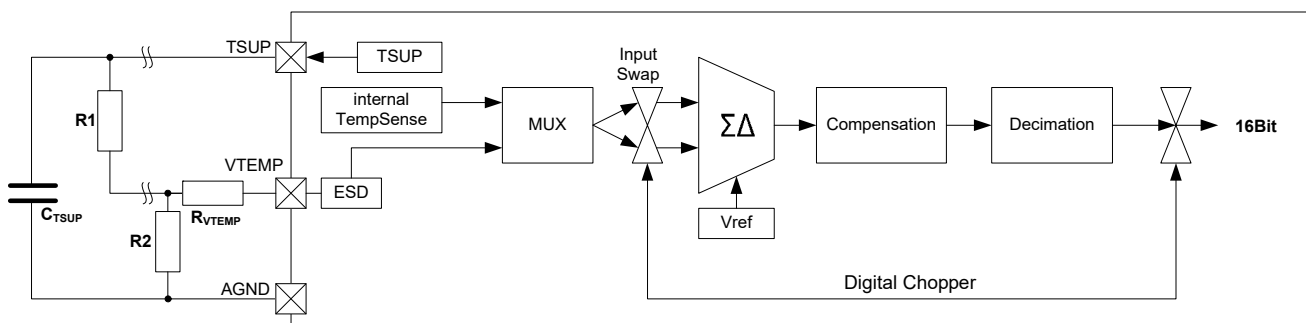 TSUP
TSUP
Input
Swap
internal
TempSense
R1
MUX
ΣΔ
Compensation
Decimation
16Bit
VTEMP
ESD
CTSUP
RVTEMP
R2
Vref
AGND
Digital Chopper